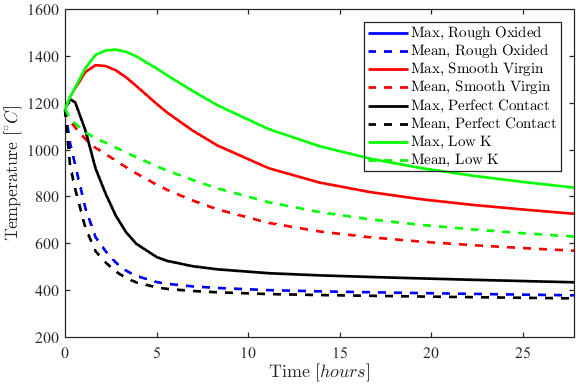 1600
1400
1200
1000
800
600
400
200
Temperature [°C]
0
5
10
15
20
25
Time [hours]
Max, Rough Oxided
Mean, Rough Oxided
Max, Smooth Virgin
Mean, Smooth Virgin
Max, Perfect Contact
Mean, Perfect Contact
Max, Low K
Mean, Low K